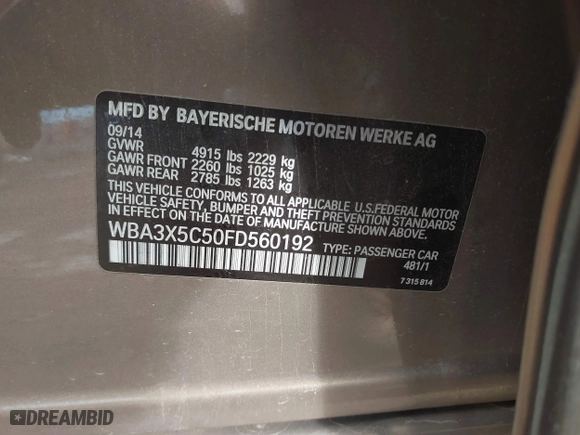 MFD BY BAYERISCHE MOTOREN WERKE AG
09/14
GVWR 4915 lbs 2229 kg
GAWR FRONT 2260 lbs 1025 kg
GAWR REAR 2785 lbs 1263 kg
THIS VEHICLE CONFORMS TO ALL APPLICABLE U.S.FEDERAL MOTOR
VEHICLE SAFETY, BUMPER, AND THEFT PREVENTION STANDARDS
IN EFFECT ON THE DATE OF MANUFACTURE SHOWN ABOVE.
WBA3X5C50FD560192 TYPE: PASSENGER CAR
481/1
7 315 814
DREAMBID